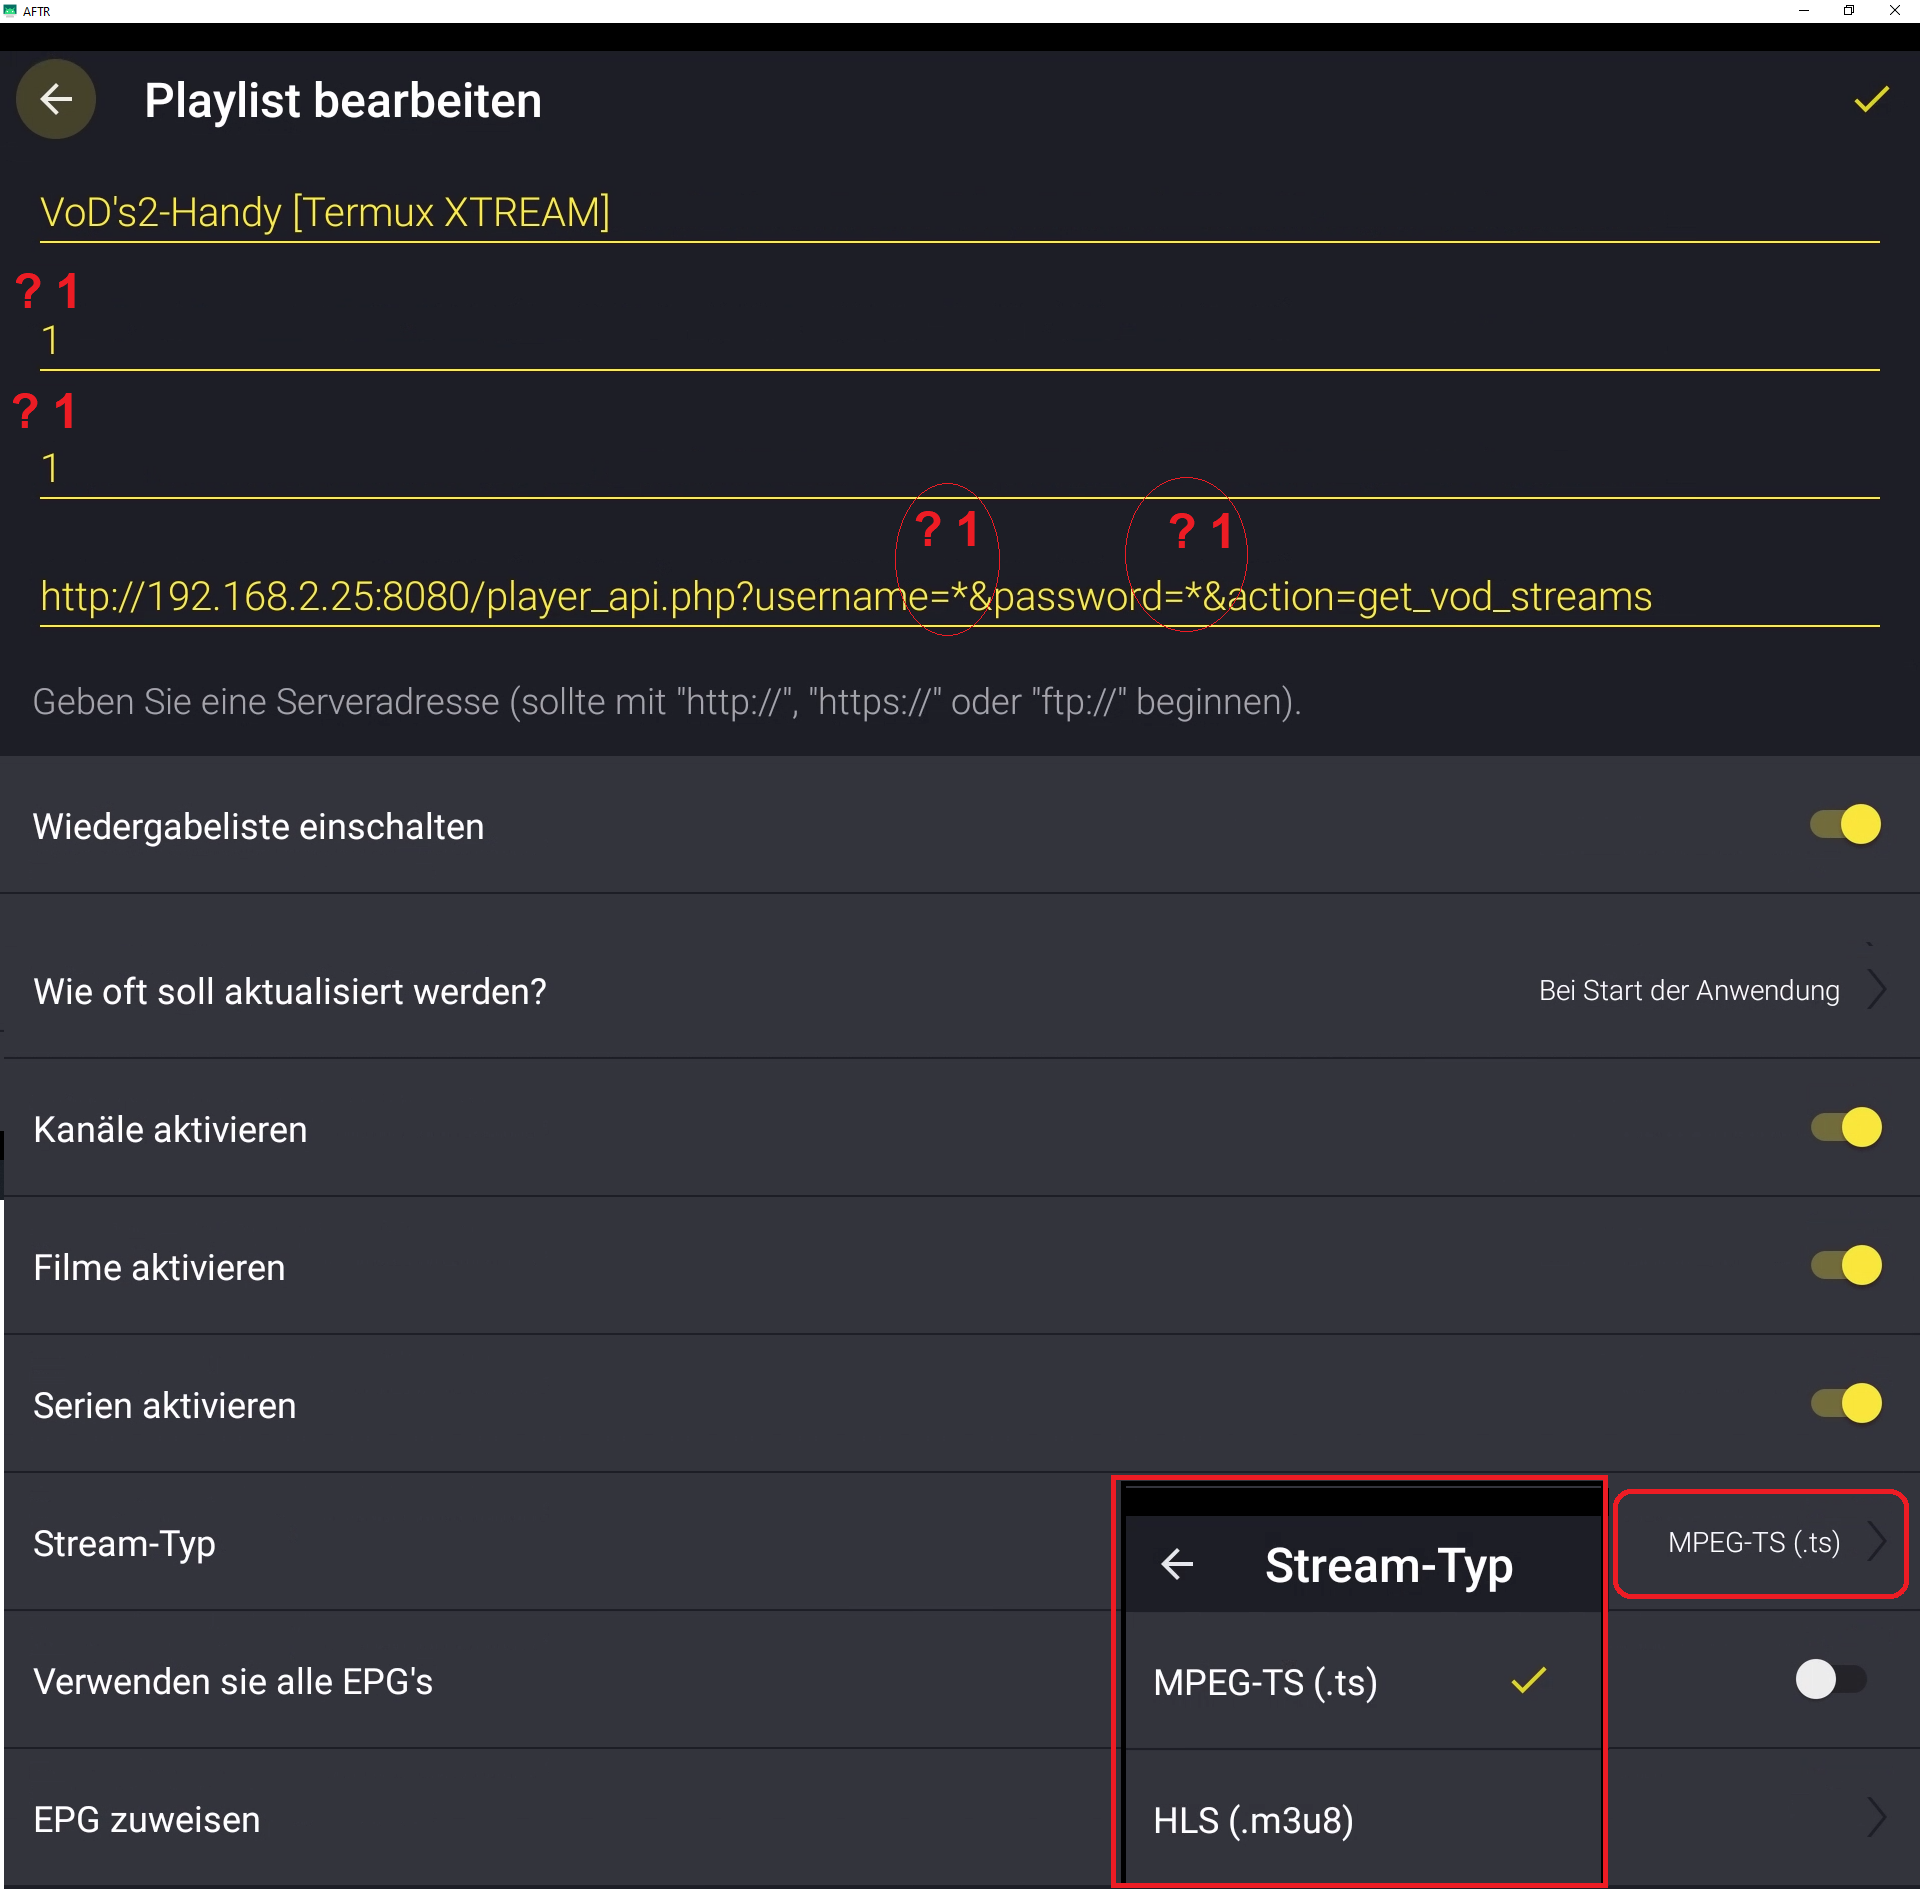 AFTR
Playlist bearbeiten
VoD's2-Handy [Termux XTREAM]
? 1
1
? 1
1
? 1 ? 1
http://192.168.2.25:8080/player_api.php?username=*&password=*&action=get_vod_streams
Geben Sie eine Serveradresse (sollte mit "http://", "https://" oder "ftp://" beginnen).
Wiedergabeliste einschalten
Wie oft soll aktualisiert werden? Bei Start der Anwendung
Kanäle aktivieren
Filme aktivieren
Serien aktivieren
Stream-Typ MPEG-TS (.ts)
Stream-Typ
Verwenden sie alle EPG's
MPEG-TS (.ts)
EPG zuweisen
HLS (.m3u8)